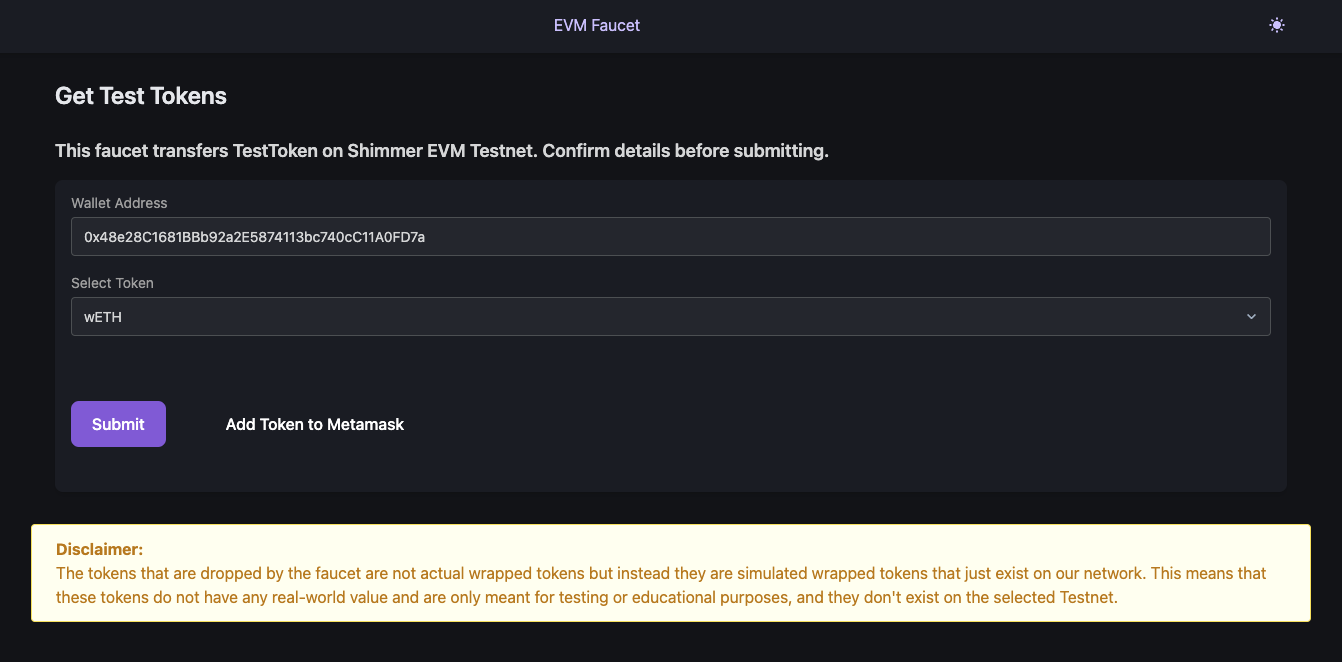 EVM Faucet
Get Test Tokens
This faucet transfers TestToken on Shimmer EVM Testnet. Confirm details before submitting.
Wallet Address
0x48e28C1681BBb92a2E5874113bc740cC11A0FD7a
Select Token
wETH
Submit
Add Token to Metamask
Disclaimer:
The tokens that are dropped by the faucet are not actual wrapped tokens but instead they are simulated wrapped tokens that just exist on our network. This means that
these tokens do not have any real-world value and are only meant for testing or educational purposes, and they don't exist on the selected Testnet.